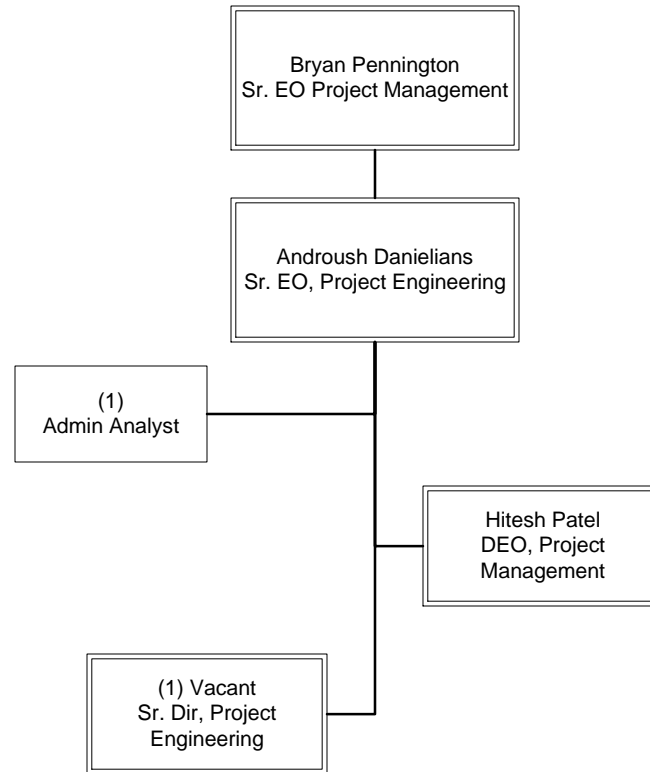 Bryan Pennington
Sr. EO Project Management
Androush Danielians
Sr. EO, Project Engineering
(1)
Admin Analyst
Hitesh Patel
DEO, Project
Management
(1) Vacant
Sr. Dir, Project
Engineering